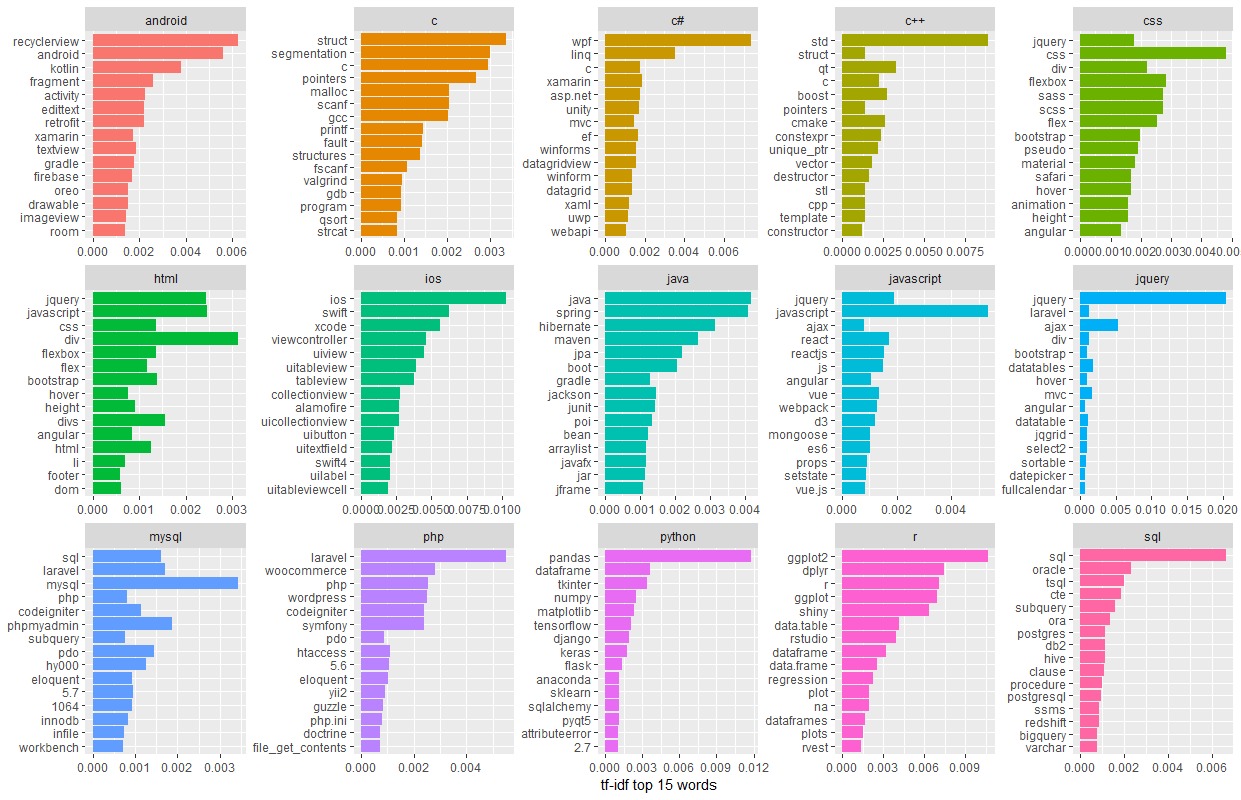 android
recyclerview
android
kotlin
fragment
activity
edittext
retrofit
xamarin
textview
gradle
firebase
oreo
drawable
imageview
room
0.000 0.002 0.004 0.006
c
struct
segmentation
c
pointers
malloc
scanf
gcc
printf
fault
structures
fscanf
valgrind
gdb
program
qsort
strcat
0.000 0.001 0.002 0.003
c#
wpf
linq
c
xamarin
asp.net
unity
mvc
ef
winforms
datagridview
winform
datagrid
xaml
uwp
webapi
0.000 0.002 0.004 0.006
c++
std
struct
qt
c
boost
pointers
cmake
constexpr
unique_ptr
vector
destructor
stl
cpp
template
constructor
0.0000 0.0025 0.0050 0.0075
css
jquery
css
div
flexbox
sass
scss
flex
bootstrap
pseudo
material
safari
hover
animation
height
angular
html
jquery
javascript
css
div
flexbox
flex
bootstrap
hover
height
divs
angular
html
li
footer
dom
0.000 0.001 0.002 0.003
ios
ios
swift
xcode
viewcontroller
uiview
uitableview
tableview
collectionview
alamofire
uicollectionview
uibutton
uitextfield
swift4
uilabel
uitableviewcell
0.0000 0.0025 0.0050 0.0075 0.0100
java
java
spring
hibernate
maven
jpa
boot
gradle
jackson
junit
poi
bean
arraylist
javafx
jar
jframe
0.000 0.001 0.002 0.003 0.004
javascript
jquery
javascript
ajax
react
reactjs
js
angular
vue
webpack
d3
mongoose
es6
props
setstate
vue.js
0.000 0.002 0.004
jquery
jquery
laravel
ajax
div
bootstrap
datatables
hover
mvc
angular
datatable
jqgrid
select2
sortable
datepicker
fullcalendar
0.000 0.005 0.010 0.015 0.020
mysql
sql
laravel
mysql
php
codeigniter
phpmyadmin
subquery
pdo
hy000
eloquent
5.7
1064
innodb
infile
workbench
0.000 0.001 0.002 0.003
php
laravel
woocommerce
php
wordpress
codeigniter
symfony
pdo
htaccess
5.6
eloquent
yii2
guzzle
php.ini
doctrine
file_get_contents
0.000 0.002 0.004
python
pandas
dataframe
tkinter
numpy
matplotlib
tensorflow
django
keras
flask
anaconda
sklearn
sqlalchemy
pyqt5
attributeerror
2.7
0.000 0.003 0.006 0.009 0.012
r
ggplot2
dplyr
r
ggplot
shiny
data.table
rstudio
dataframe
data.frame
regression
plot
na
dataframes
plots
rvest
0.000 0.003 0.006 0.009
sql
sql
oracle
tsql
cte
subquery
ora
postgres
db2
hive
clause
procedure
postgresql
ssms
redshift
bigquery
varchar
0.000 0.002 0.004 0.006
tf-idf top 15 words